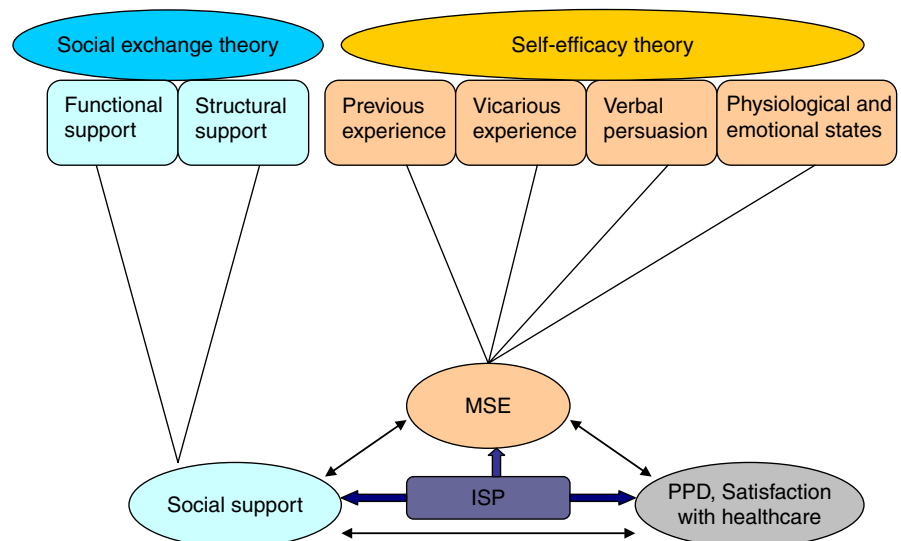 Social exchange theory
Self-efficacy theory
Functional
support
Structural
support
Previous
experience
Vicarious
experience
Verbal
persuasion
Physiological and
emotional states
MSE
Social support
ISP
PPD, Satisfaction
with healthcare